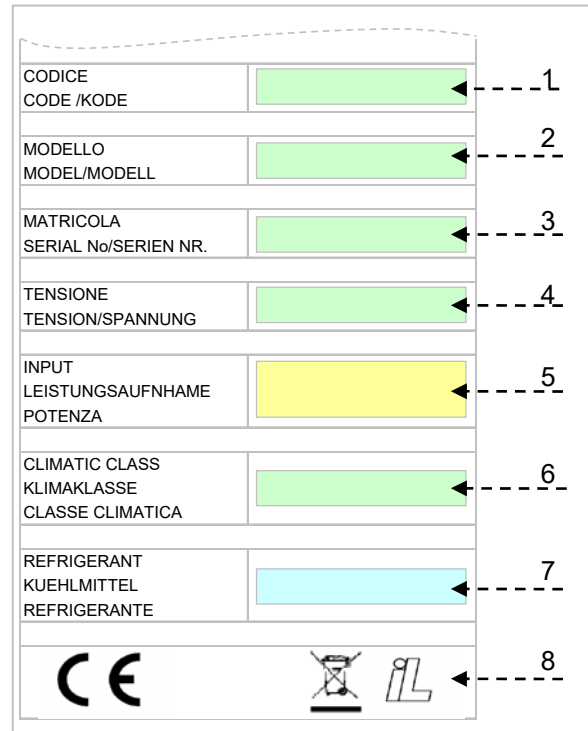 CODICE
CODE /KODE
1
MODELLO
MODEL/MODELL
2
MATRICOLA
SERIAL No/SERIEN NR.
3
TENSIONE
TENSION/SPANNUNG
4
INPUT
LEISTUNGSAUFNHAME
POTENZA
5
CLIMATIC CLASS
KLIMAKLASSE
CLASSE CLIMATICA
6
REFRIGERANT
KUEHLMITTEL
REFRIGERANTE
7
CE iL
8